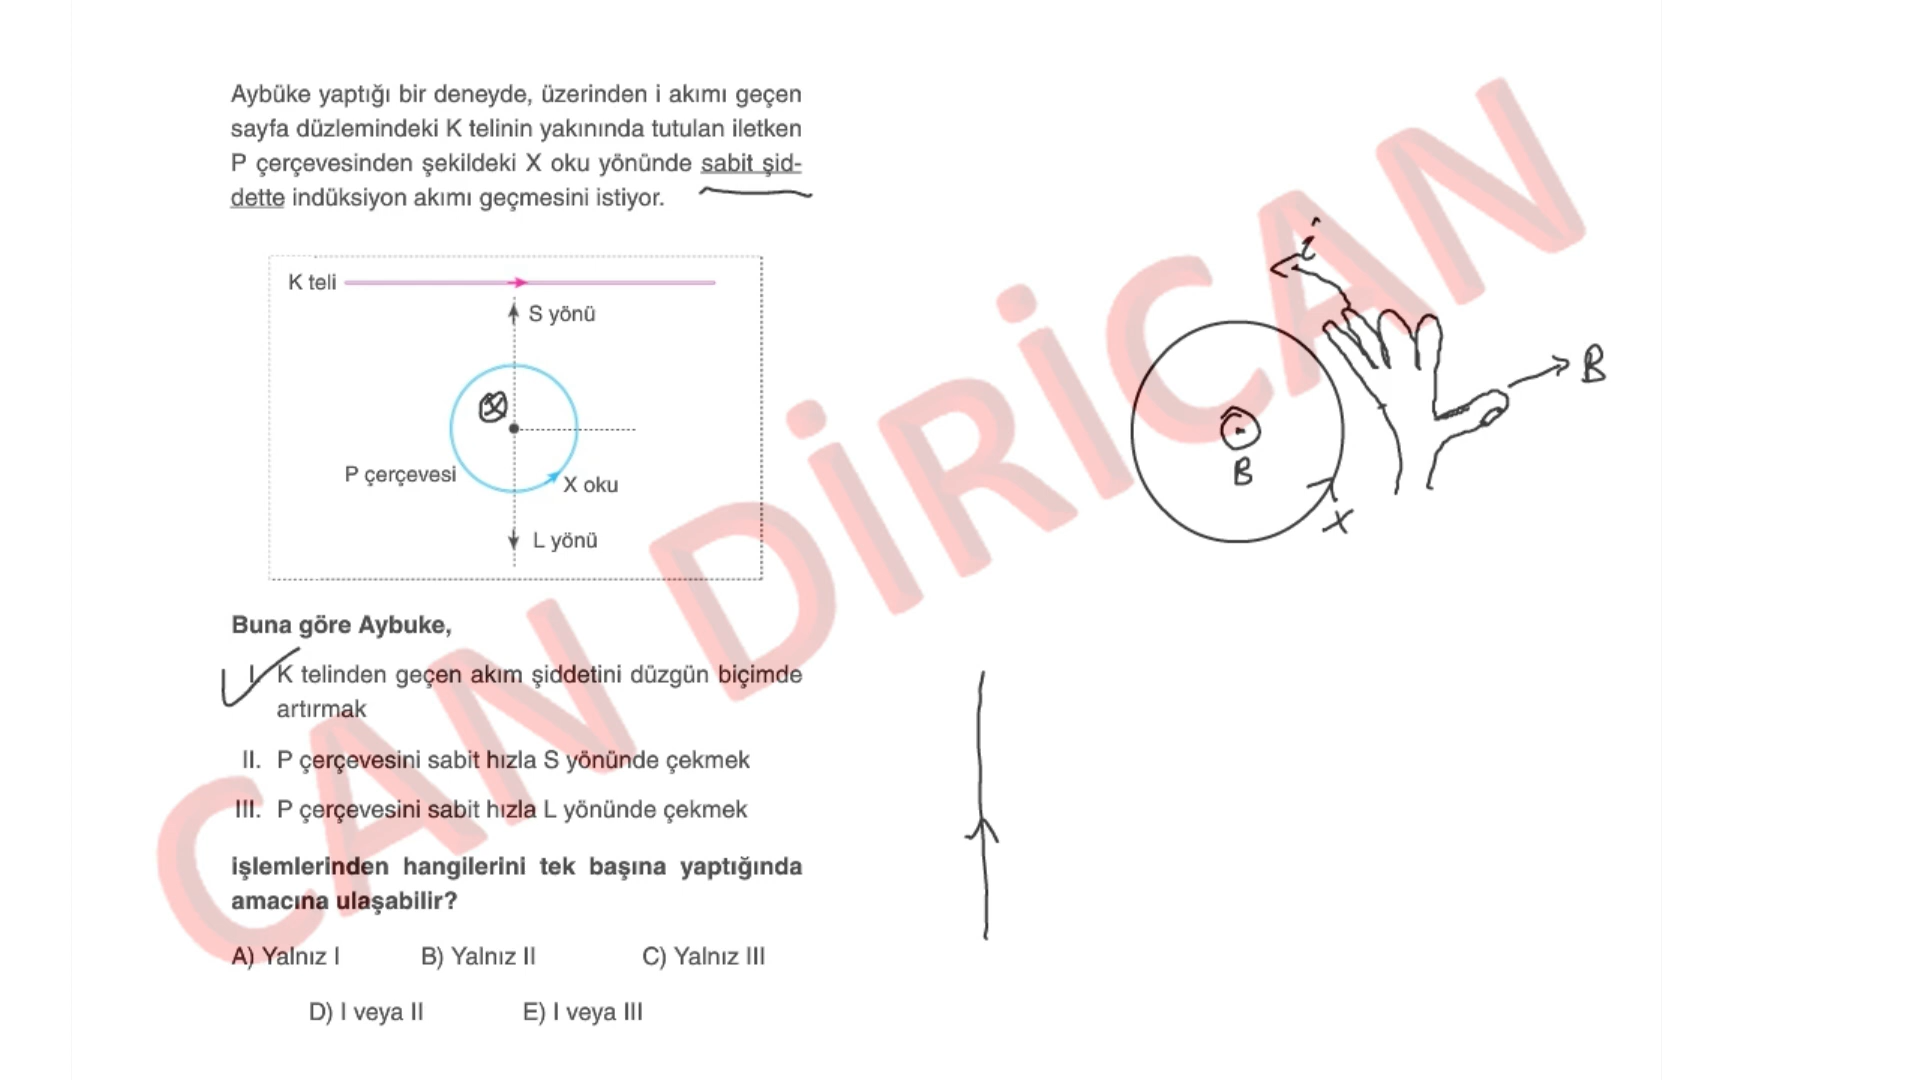 Aybüke yaptığı bir deneyde, üzerinden i akımı geçen
sayfa düzlemindeki K telinin yakınında tutulan iletken
P çerçevesinden şekildeki X oku yönünde sabit şid-
dette indüksiyon akımı geçmesini istiyor.
K teli
S yönü
P çerçevesi
X oku
L yönü
Buna göre Aybuke,
I. K telinden geçen akım şiddetini düzgün biçimde
artırmak
II. P çerçevesini sabit hızla S yönünde çekmek
III. P çerçevesini sabit hızla L yönünde çekmek
işlemlerinden hangilerini tek başına yaptığında
amacına ulaşabilir?
A) Yalnız I B) Yalnız II C) Yalnız III
D) I veya II E) I veya III
i
B
B
X
CAN DİRİCAN